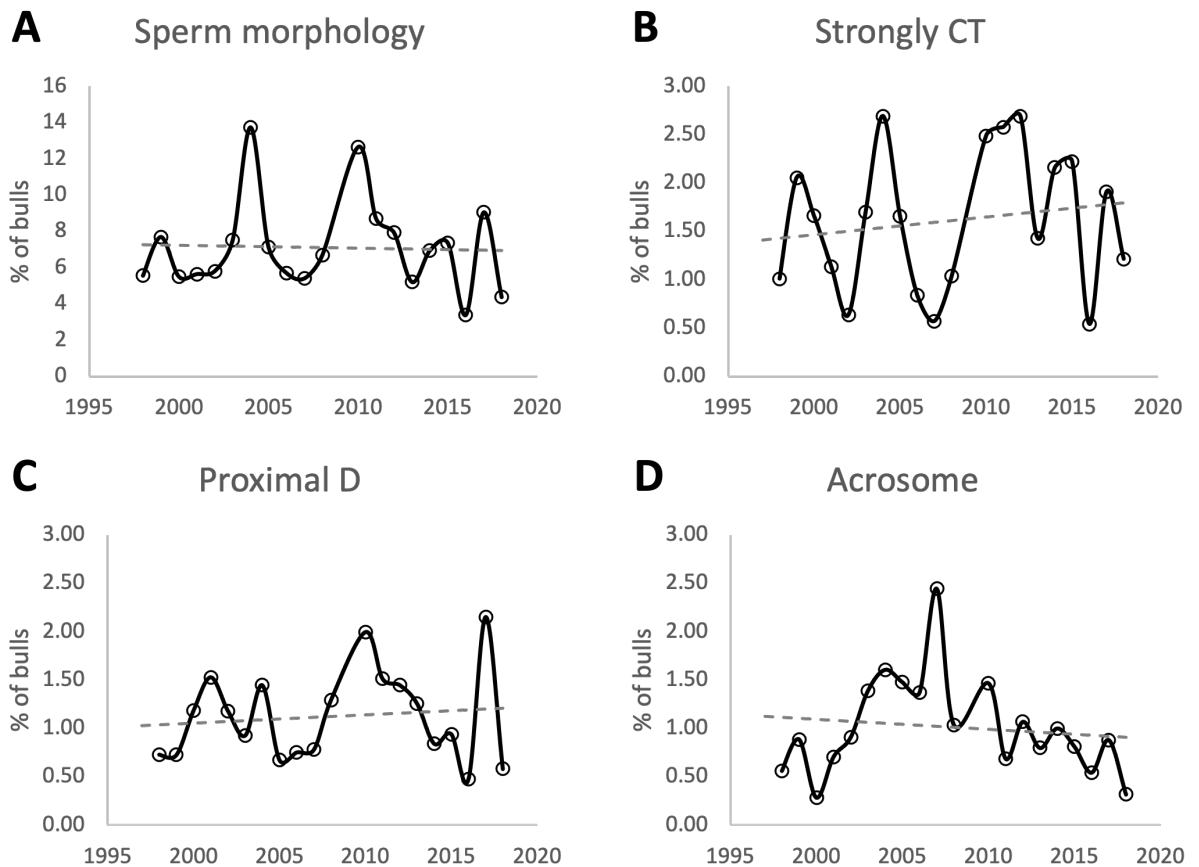 A Sperm morphology
% of bulls
16
14
12
10
8
6
4
2
0
1995 2000 2005 2010 2015 2020
B Strongly CT
% of bulls
3.00
2.50
2.00
1.50
1.00
0.50
0.00
1995 2000 2005 2010 2015 2020
C Proximal D
% of bulls
3.00
2.50
2.00
1.50
1.00
0.50
0.00
1995 2000 2005 2010 2015 2020
D Acrosome
% of bulls
3.00
2.50
2.00
1.50
1.00
0.50
0.00
1995 2000 2005 2010 2015 2020